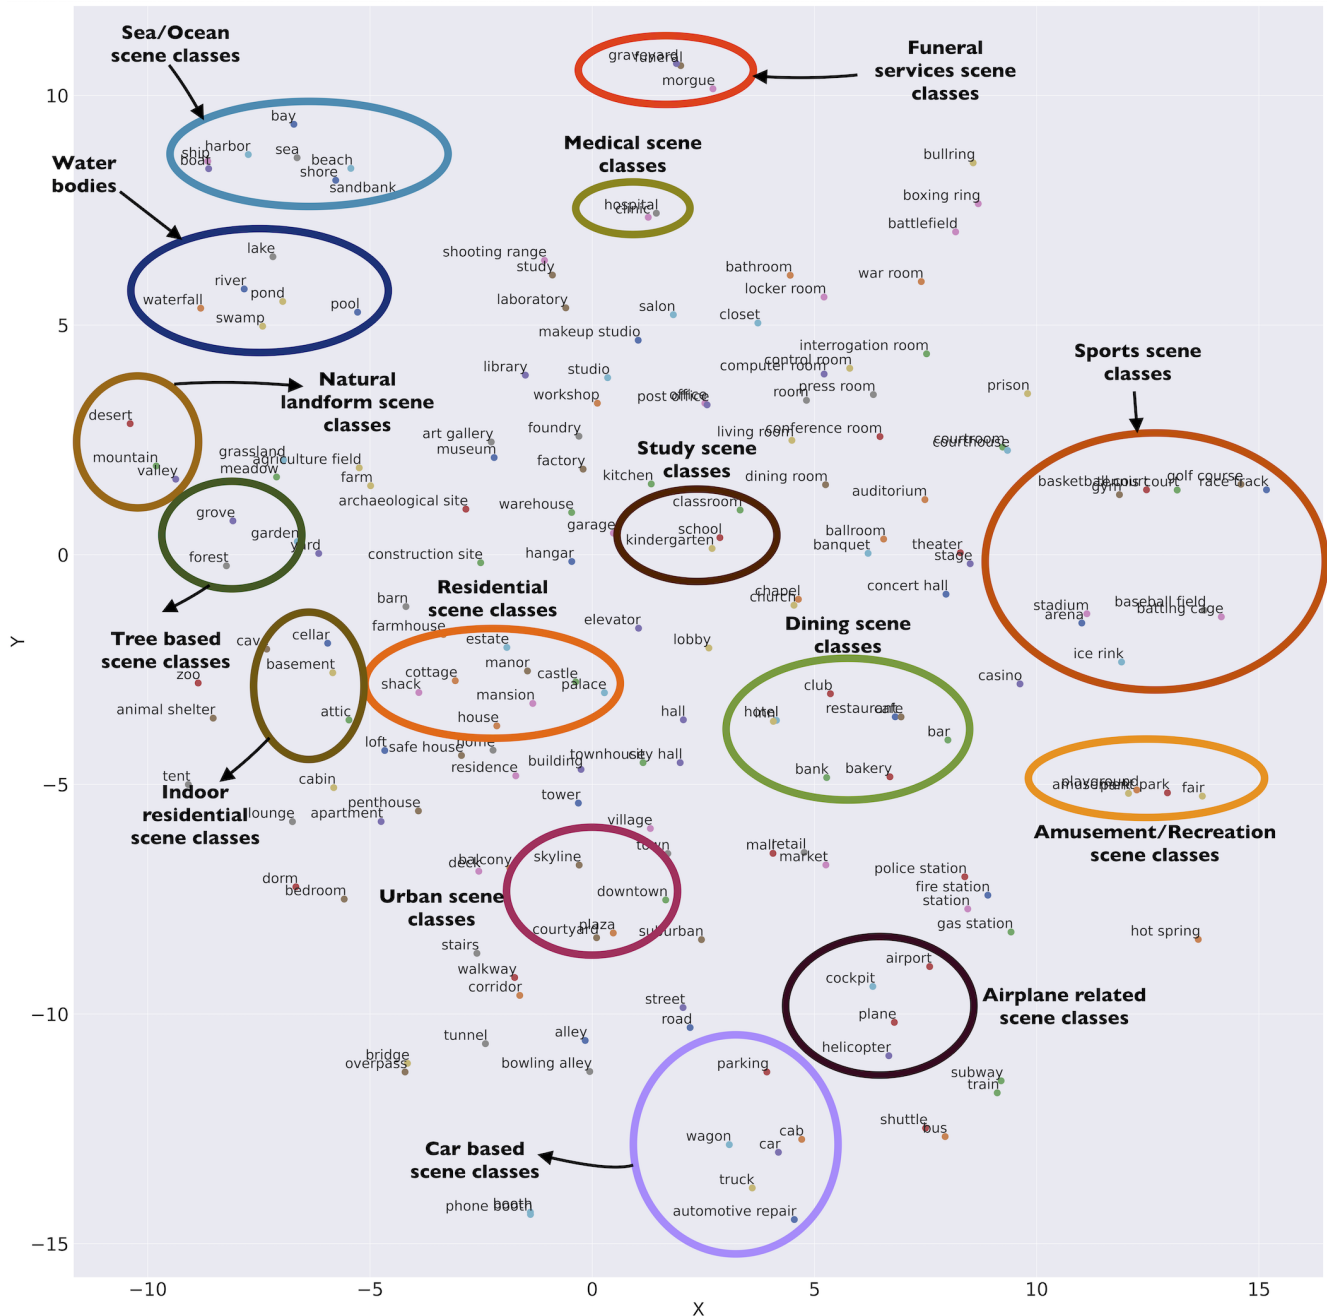 Sea/Ocean
scene classes
graveyard
funeral
morgue
Funeral
services scene
classes
10
bay
harbor
sea
ship
boat
beach
shore
sandbank
Water
bodies
Medical scene
classes
hospital
clinic
bullring
boxing ring
battlefield
lake
river
pond
waterfall
swamp
pool
shooting range
study
laboratory
bathroom
locker room
war room
salon
closet
makeup studio
5
interrogation room
control room
computer room
Sports scene
classes
library
studio
workshop
post office
office
room
press room
prison
Natural
landform scene
classes
desert
mountain
valley
grassland
agriculture field
meadow
farm
art gallery
museum
foundry
factory
living room
conference room
courtroom
courthouse
Study scene
classes
kitchen
dining room
auditorium
basketball court
tennis court
gym
golf course
race track
archaeological site
warehouse
garage
classroom
school
kindergarten
grove
garden
yard
forest
construction site
hangar
ballroom
banquet
theater
stage
0
Y
barn
farmhouse
Residential
scene classes
elevator
lobby
chapel
church
concert hall
stadium
arena
baseball field
batting cage
ice rink
Tree based
scene classes
zoo
animal shelter
cave
cellar
basement
attic
estate
manor
cottage
castle
palace
shack
mansion
house
Dining scene
classes
club
restaurant
cafe
hotel
inn
bar
bank
bakery
casino
hall
loft
safe house
home
residence
building
townhouse
city hall
tent
−5
Indoor
residential
scene classes
cabin
penthouse
lounge
apartment
tower
village
town
playground
amusement park
park
fair
Amusement/Recreation
scene classes
mall
retail
market
balcony
deck
skyline
downtown
dorm
bedroom
Urban scene
classes
plaza
courtyard
suburban
police station
fire station
station
gas station
hot spring
stairs
walkway
corridor
airport
cockpit
plane
helicopter
Airplane related
scene classes
street
road
−10
tunnel
alley
bridge
overpass
bowling alley
parking
subway
train
shuttle
bus
wagon
cab
car
truck
automotive repair
Car based
scene classes
booth
phone booth
−15
−10
−5
0
5
10
15
X